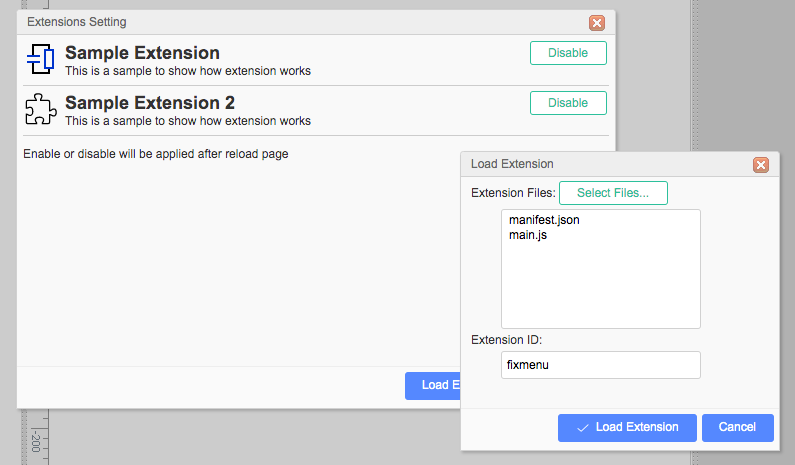 Extensions Setting
Sample Extension
This is a sample to show how extension works
Disable
Sample Extension 2
This is a sample to show how extension works
Disable
Enable or disable will be applied after reload page
Load E
Load Extension
Extension Files:
Select Files...
manifest.json
main.js
Extension ID:
fixmenu
Load Extension
Cancel
-200